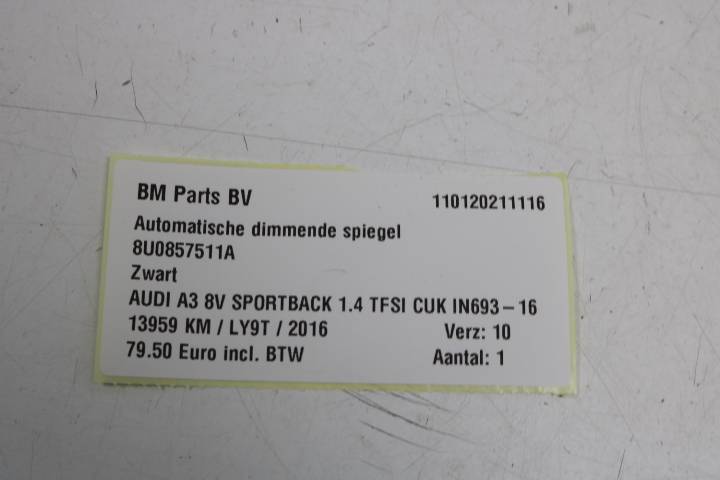 BM Parts BV 110120211116
Automatische dimmende spiegel
8U0857511A
Zwart
AUDI A3 8V SPORTBACK 1.4 TFSI CUK IN693-16
13959 KM / LY9T / 2016 Verz: 10
79.50 Euro incl. BTW Aantal: 1